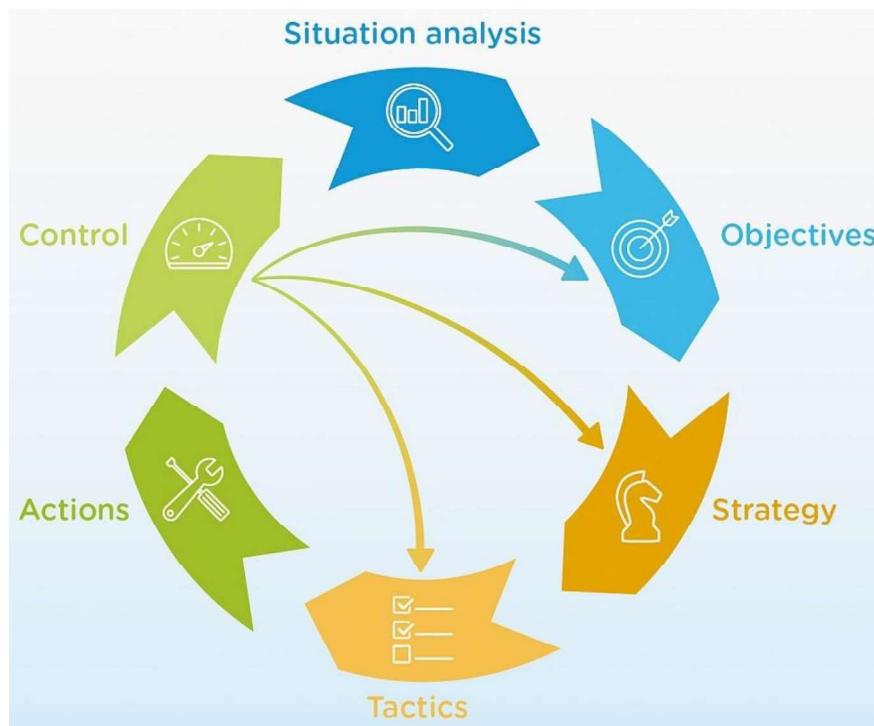 Situation analysis
Control
Objectives
Actions
Strategy
Tactics